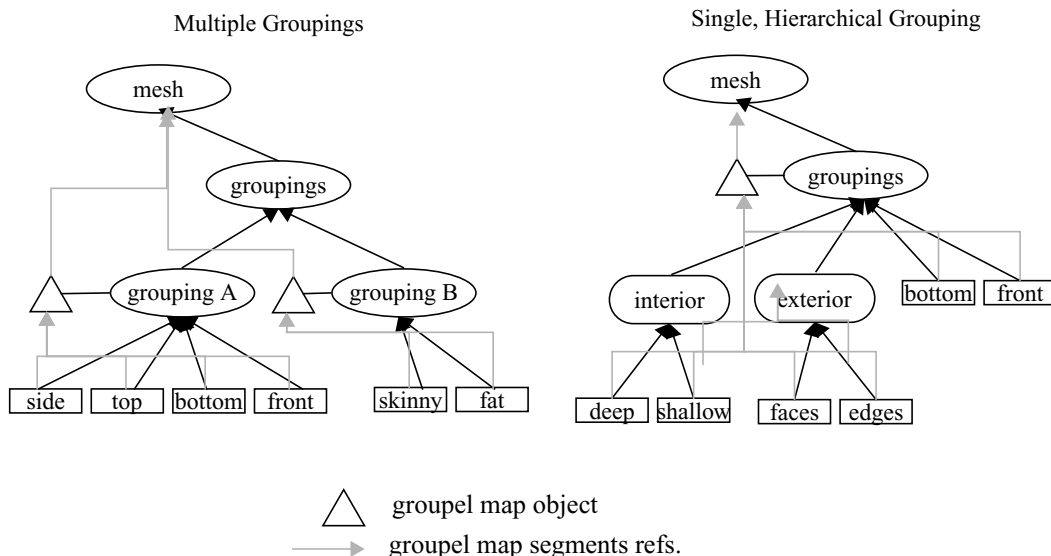 Multiple Groupings
Single, Hierarchical Grouping
mesh
groupings
grouping A
grouping B
side
top
bottom
front
skinny
fat
mesh
groupings
interior
exterior
bottom
front
deep
shallow
faces
edges
groupel map object
groupel map segments refs.